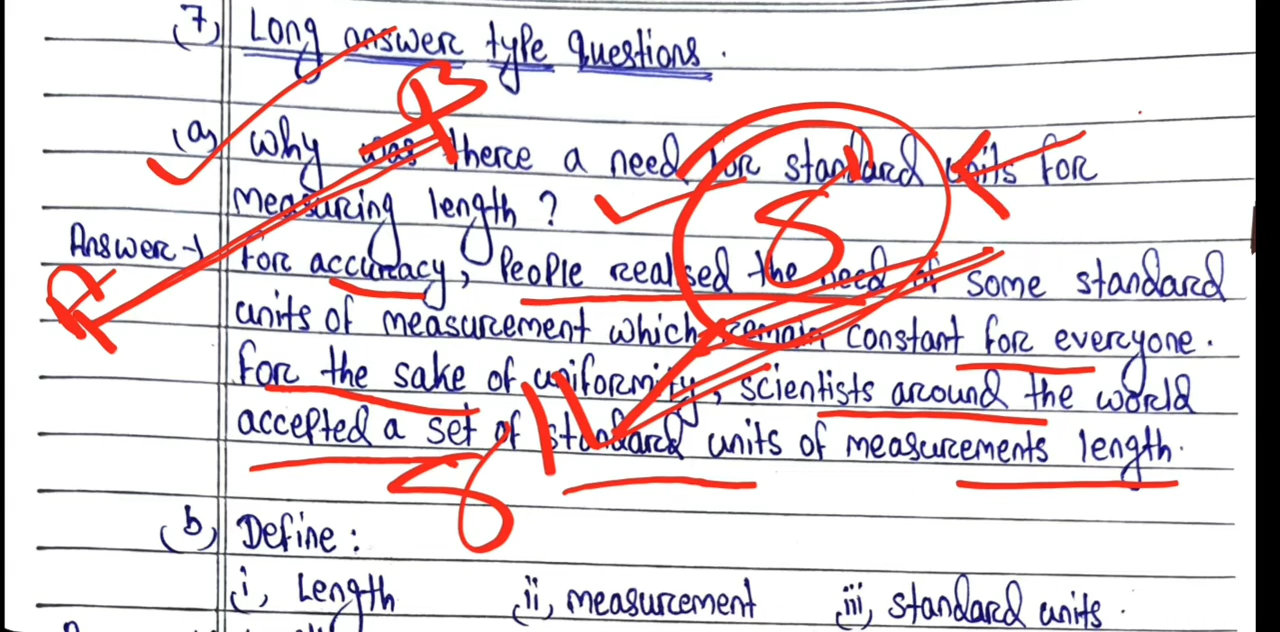 (7) Long answer type questions.
(a) Why was there a need for standard units for
measuring length ?
Answer → For accuracy, People realised the need of some standard
units of measurement which remain constant for everyone.
For the sake of uniformity, scientists around the world
accepted a set of standard units of measurements length.
(b) Define :
i, Length ii, measurement iii, standard units.